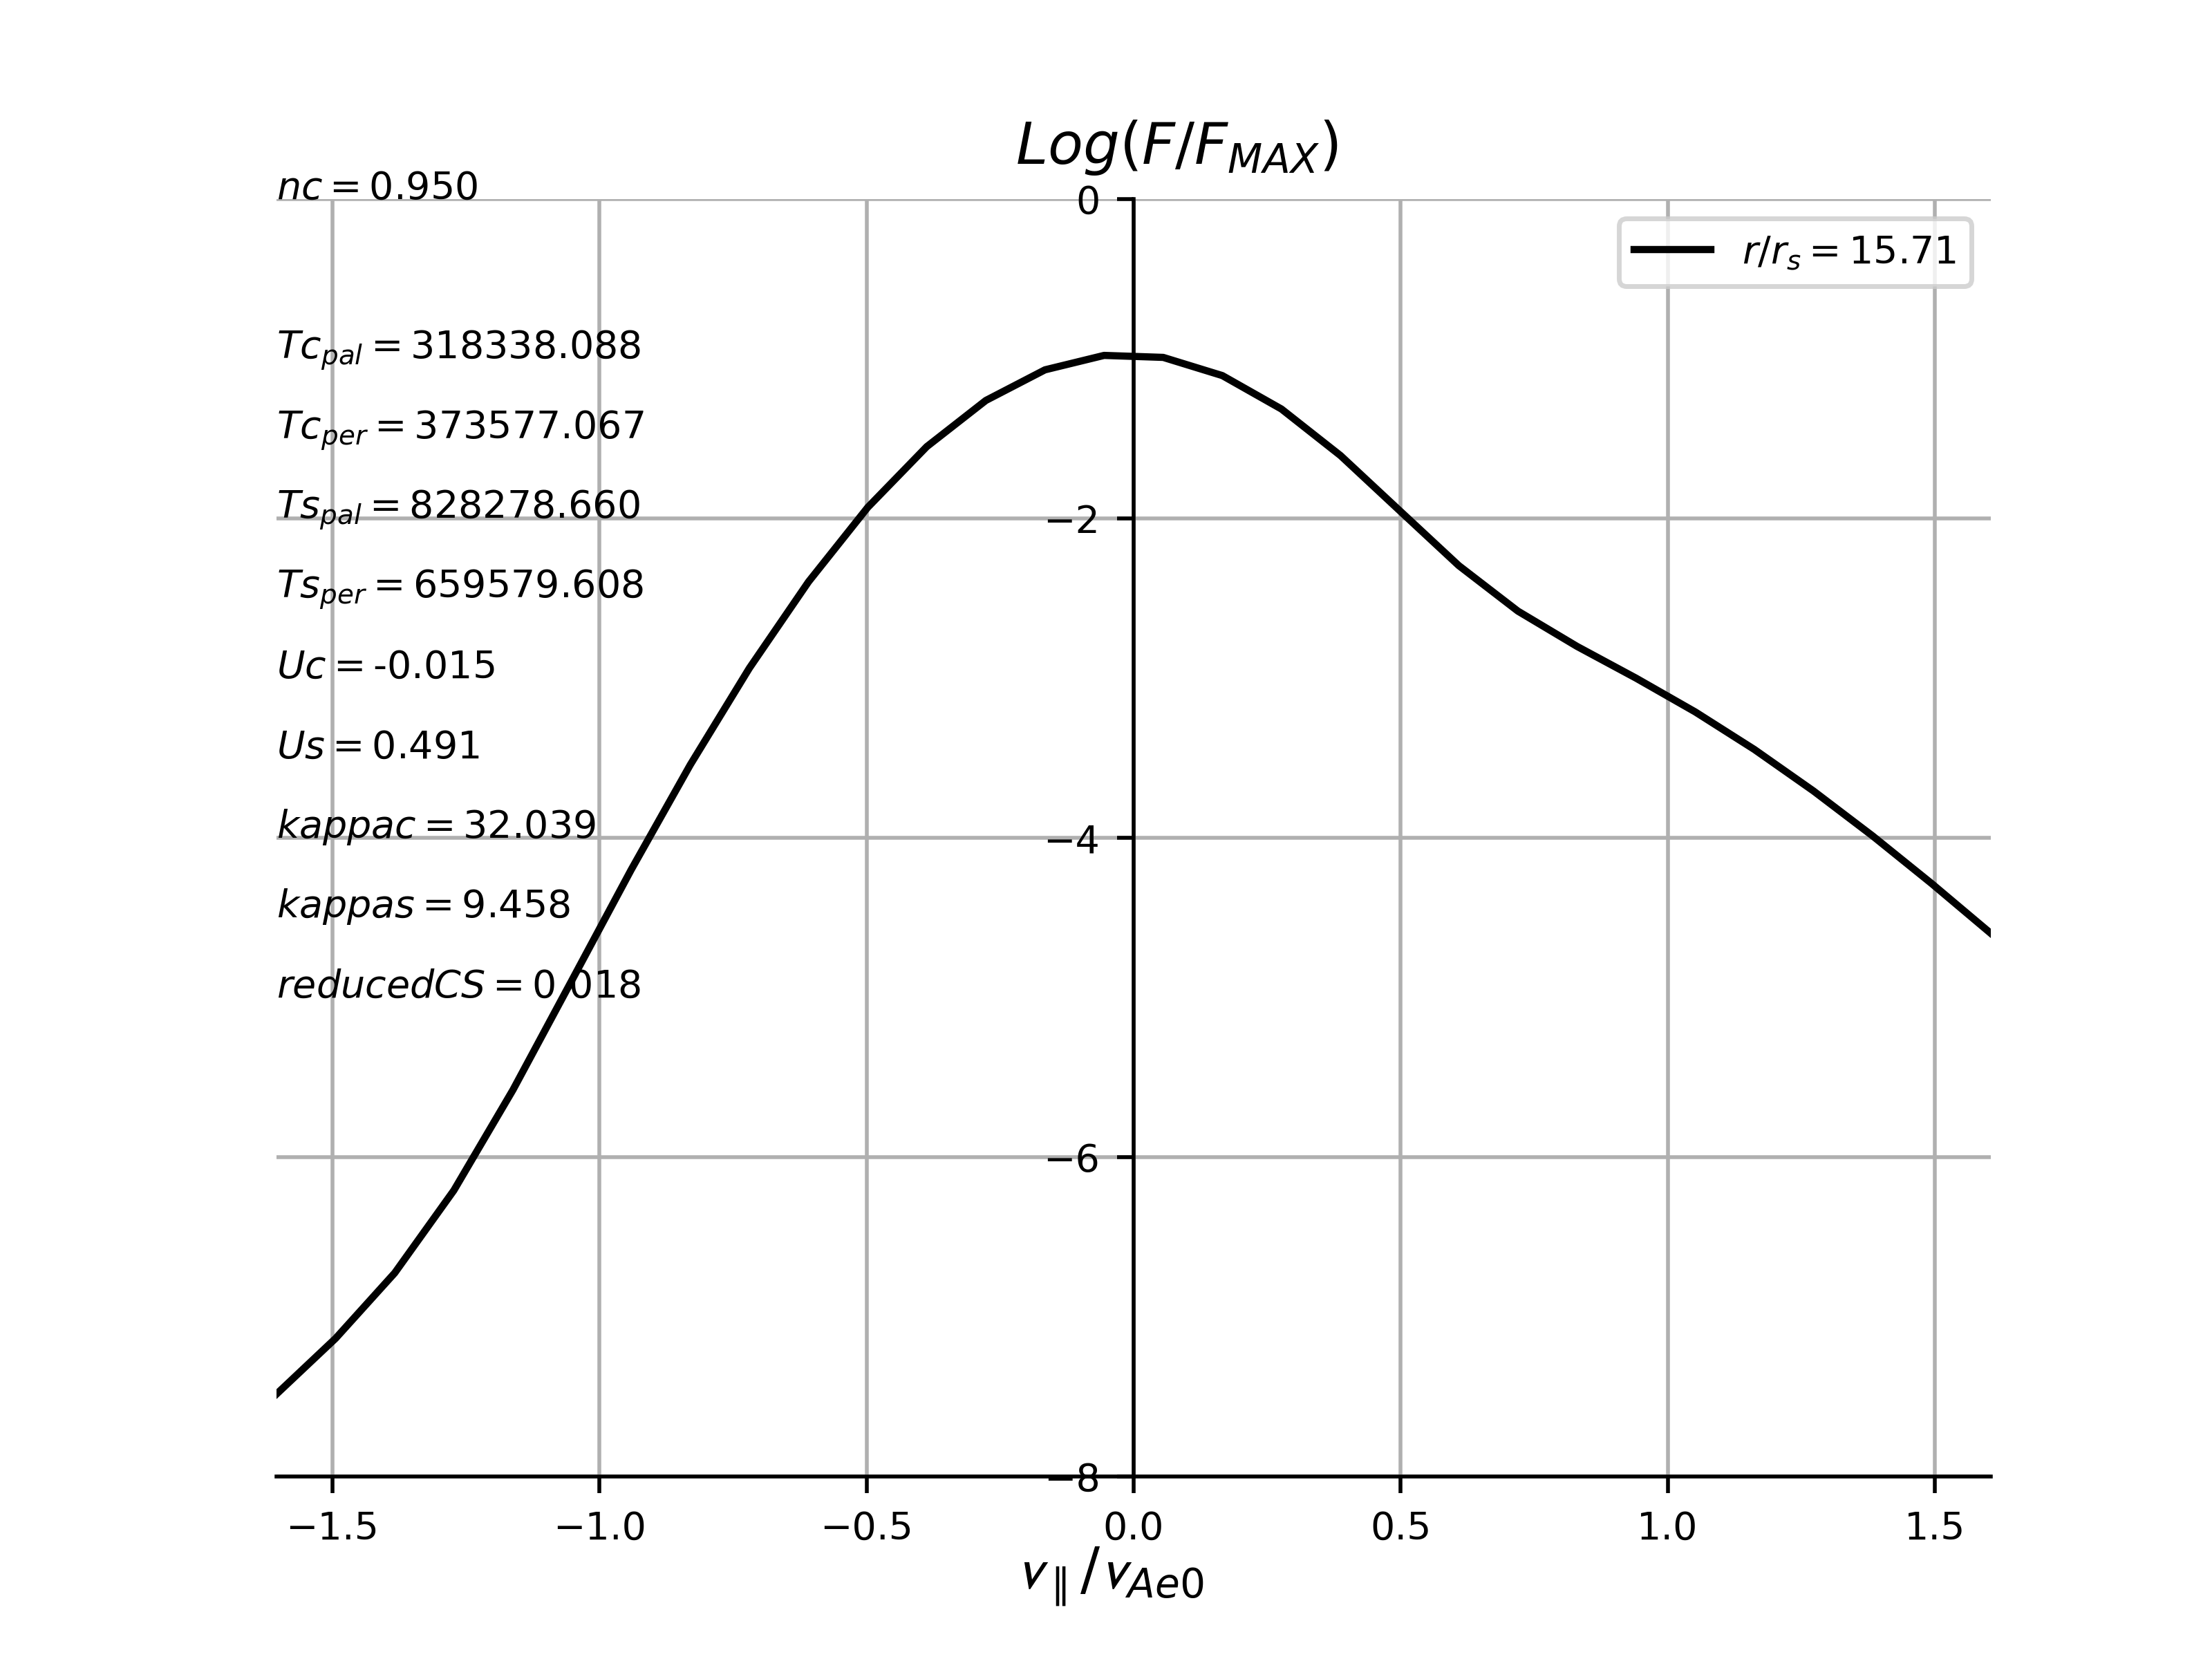 Log(F/F_MAX)
nc = 0.950
0
r/r_s = 15.71
Tc_pal = 318338.088
Tc_per = 373577.067
Ts_pal = 828278.660
−2
Ts_per = 659579.608
Uc = -0.015
Us = 0.491
kappac = 32.039
−4
kappas = 9.458
reducedCS = 0.018
−6
−8
−1.5 −1.0 −0.5 0.0 0.5 1.0 1.5
v_∥/v_Ae0